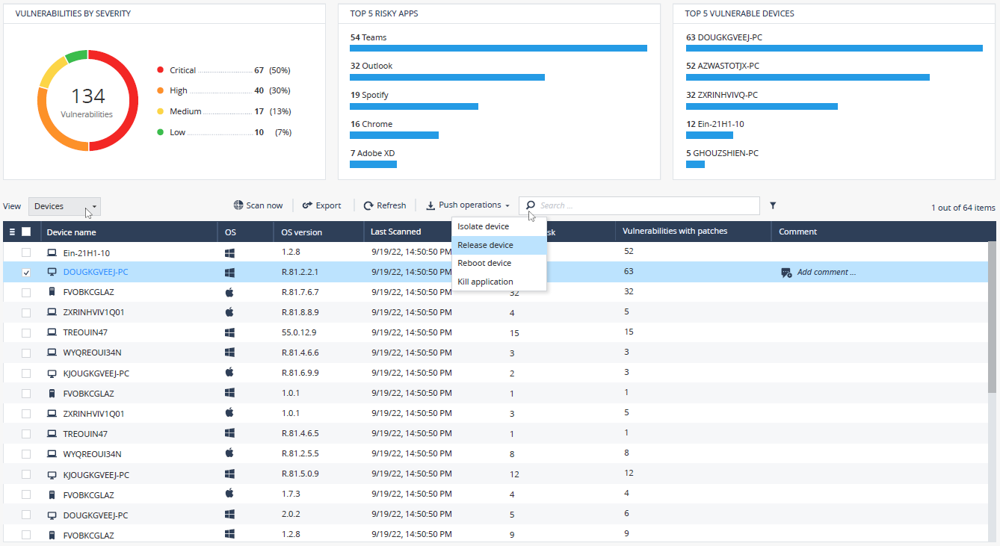 VULNERABILITIES BY SEVERITY
134
Vulnerabilities
Critical 67 (50%)
High 40 (30%)
Medium 17 (13%)
Low 10 (7%)
TOP 5 RISKY APPS
54 Teams
32 Outlook
19 Spotify
16 Chrome
7 Adobe XD
TOP 5 VULNERABLE DEVICES
63 DOUGKGVEEJ-PC
52 AZWASTOTJX-PC
32 ZXRINHVIVQ-PC
12 Ein-21H1-10
5 GHOUZSHIEN-PC
View Devices Scan now Export Refresh Push operations Search ... 1 out of 64 items
Isolate device
Release device
Reboot device
Kill application
Device name OS OS version Last Scanned sk Vulnerabilities with patches Comment
Ein-21H1-10 1.2.8 9/19/22, 14:50:50 PM 52
DOUGKGVEEJ-PC R.81.2.2.1 9/19/22, 14:50:50 PM 63 Add comment ...
FVOBKCGLAZ R.81.7.6.7 9/19/22, 14:50:50 PM 32 32
ZXRINHVIV1Q01 R.81.8.8.9 9/19/22, 14:50:50 PM 4 5
TREOUIN47 55.0.12.9 9/19/22, 14:50:50 PM 15 15
WYQREOUI34N R.81.4.6.6 9/19/22, 14:50:50 PM 3 3
KJOUGKGVEEJ-PC R.81.6.9.9 9/19/22, 14:50:50 PM 2 3
FVOBKCGLAZ 1.0.1 9/19/22, 14:50:50 PM 1 1
ZXRINHVIV1Q01 1.0.1 9/19/22, 14:50:50 PM 3 5
TREOUIN47 R.81.4.6.5 9/19/22, 14:50:50 PM 1 1
WYQREOUI34N R.81.2.5.5 9/19/22, 14:50:50 PM 8 8
KJOUGKGVEEJ-PC R.81.5.0.9 9/19/22, 14:50:50 PM 12 12
FVOBKCGLAZ 1.7.3 9/19/22, 14:50:50 PM 4 4
DOUGKGVEEJ-PC 2.0.2 9/19/22, 14:50:50 PM 5 6
FVOBKCGLAZ 1.2.8 9/19/22, 14:50:50 PM 9 9